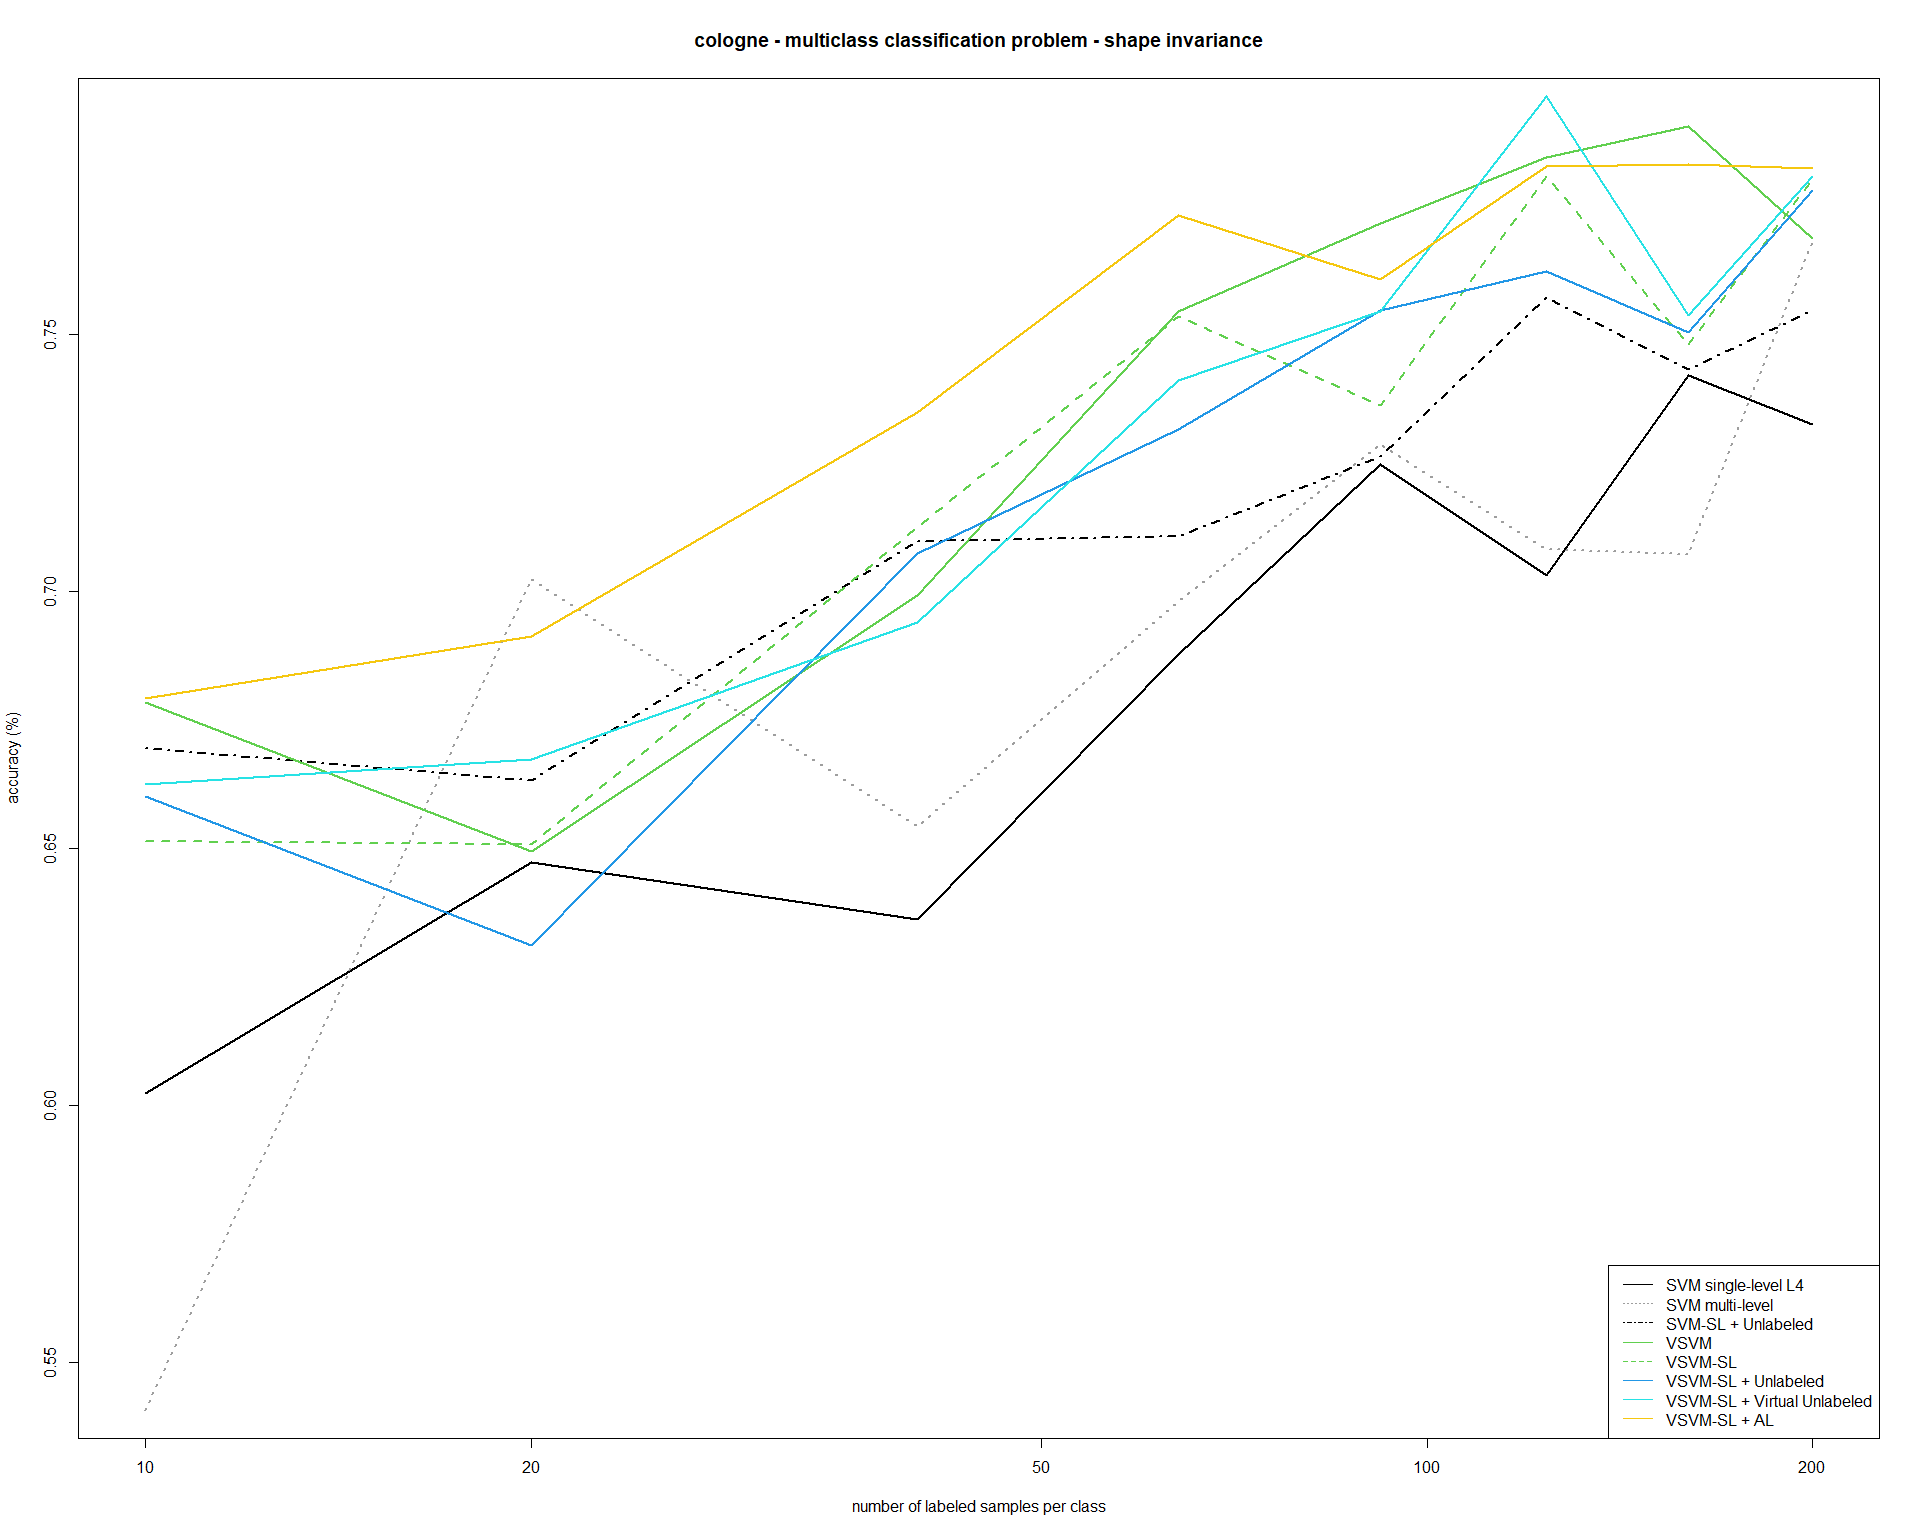 cologne - multiclass classification problem - shape invariance
accuracy (%)
0.75
0.70
0.65
0.60
0.55
10
20
50
100
200
number of labeled samples per class
SVM single-level L4
SVM multi-level
SVM-SL + Unlabeled
VSVM
VSVM-SL
VSVM-SL + Unlabeled
VSVM-SL + Virtual Unlabeled
VSVM-SL + AL